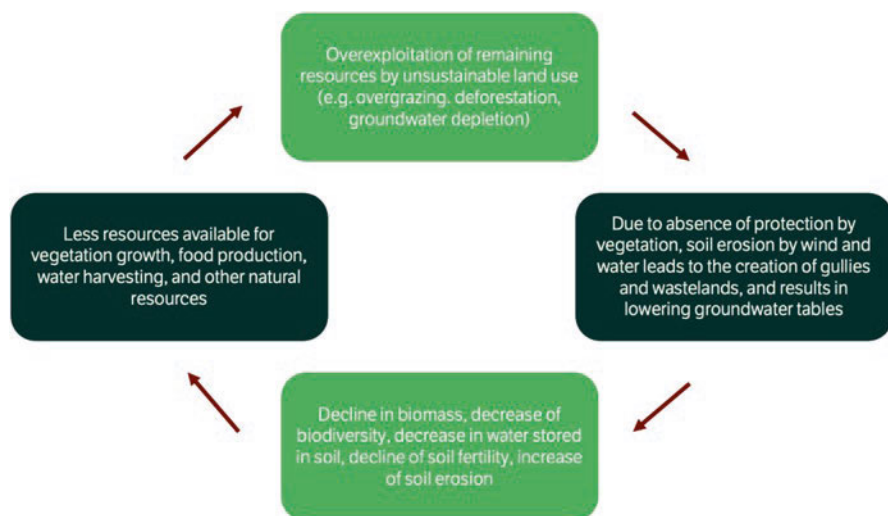 Overexploitation of remaining
resources by unsustainable land use
(e.g. overgrazing. deforestation,
groundwater depletion)
Less resources available for
vegetation growth, food production,
water harvesting, and other natural
resources
Due to absence of protection by
vegetation, soil erosion by wind and
water leads to the creation of gullies
and wastelands, and results in
lowering groundwater tables
Decline in biomass, decrease of
biodiversity, decrease in water stored
in soil, decline of soil fertility, increase
of soil erosion